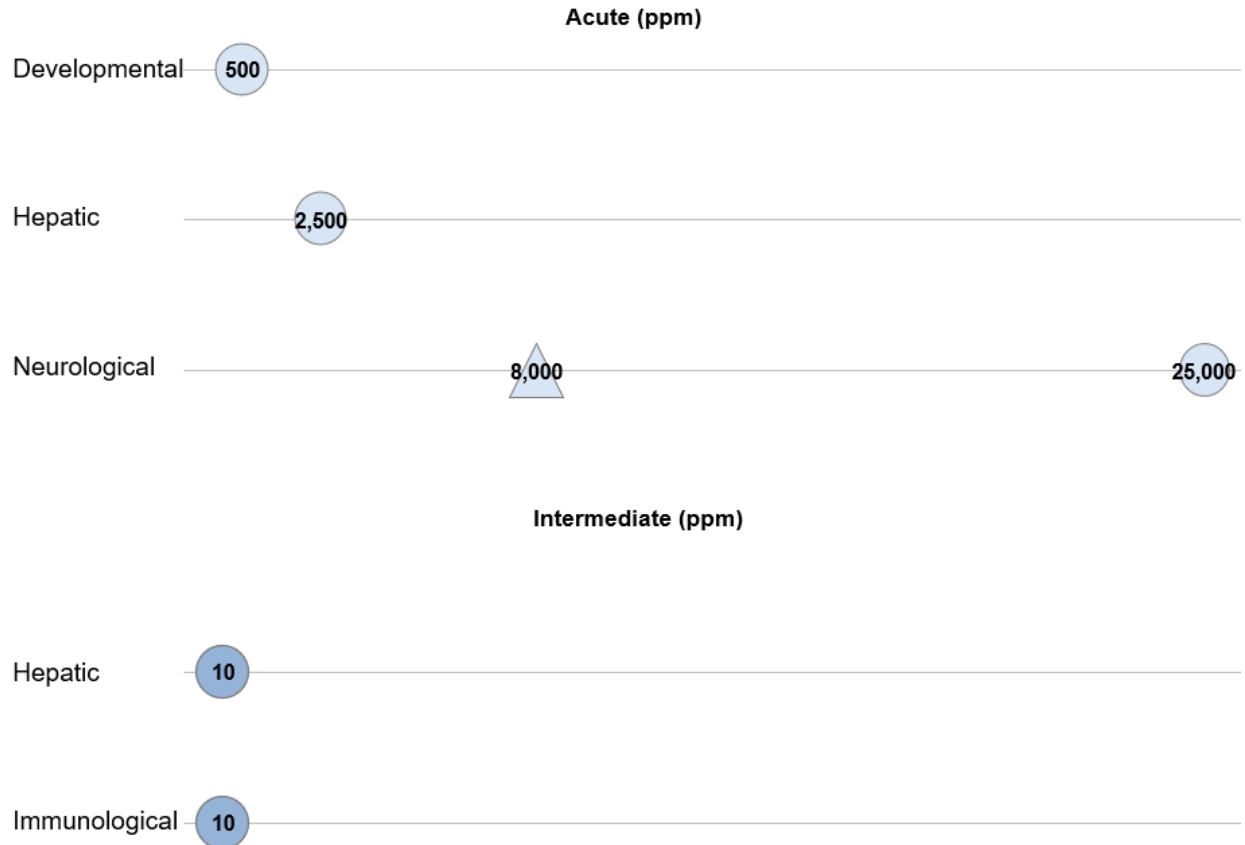 Acute (ppm)
Developmental 500
Hepatic 2,500
Neurological 8,000 25,000
Intermediate (ppm)
Hepatic 10
Immunological 10